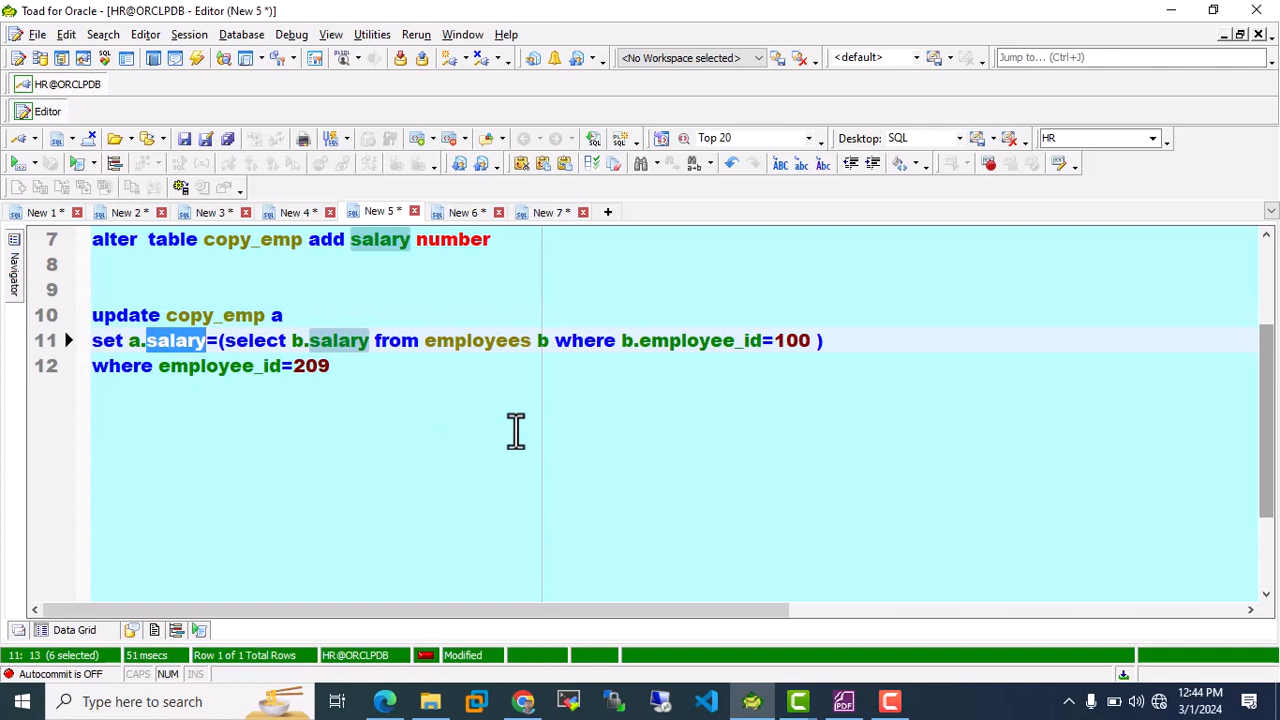 Toad for Oracle - [HR@ORCLPDB - Editor (New 5 *)]
File Edit Search Editor Session Database Debug View Utilities Rerun Window Help
<No Workspace selected> <default> Jump to... (Ctrl+J)
HR@ORCLPDB
Editor
Top 20 Desktop: SQL HR
New 1 * New 2 * New 3 * New 4 * New 5 * New 6 * New 7 *
Navigator
7 alter  table copy_emp add salary number
8
9
10 update copy_emp a
11 set a.salary=(select b.salary from employees b where b.employee_id=100 )
12 where employee_id=209
Data Grid
11: 13 (6 selected) 51 msecs Row 1 of 1 Total Rows HR@ORCLPDB Modified
Autocommit is OFF CAPS NUM INS
Type here to search
12:44 PM
3/1/2024